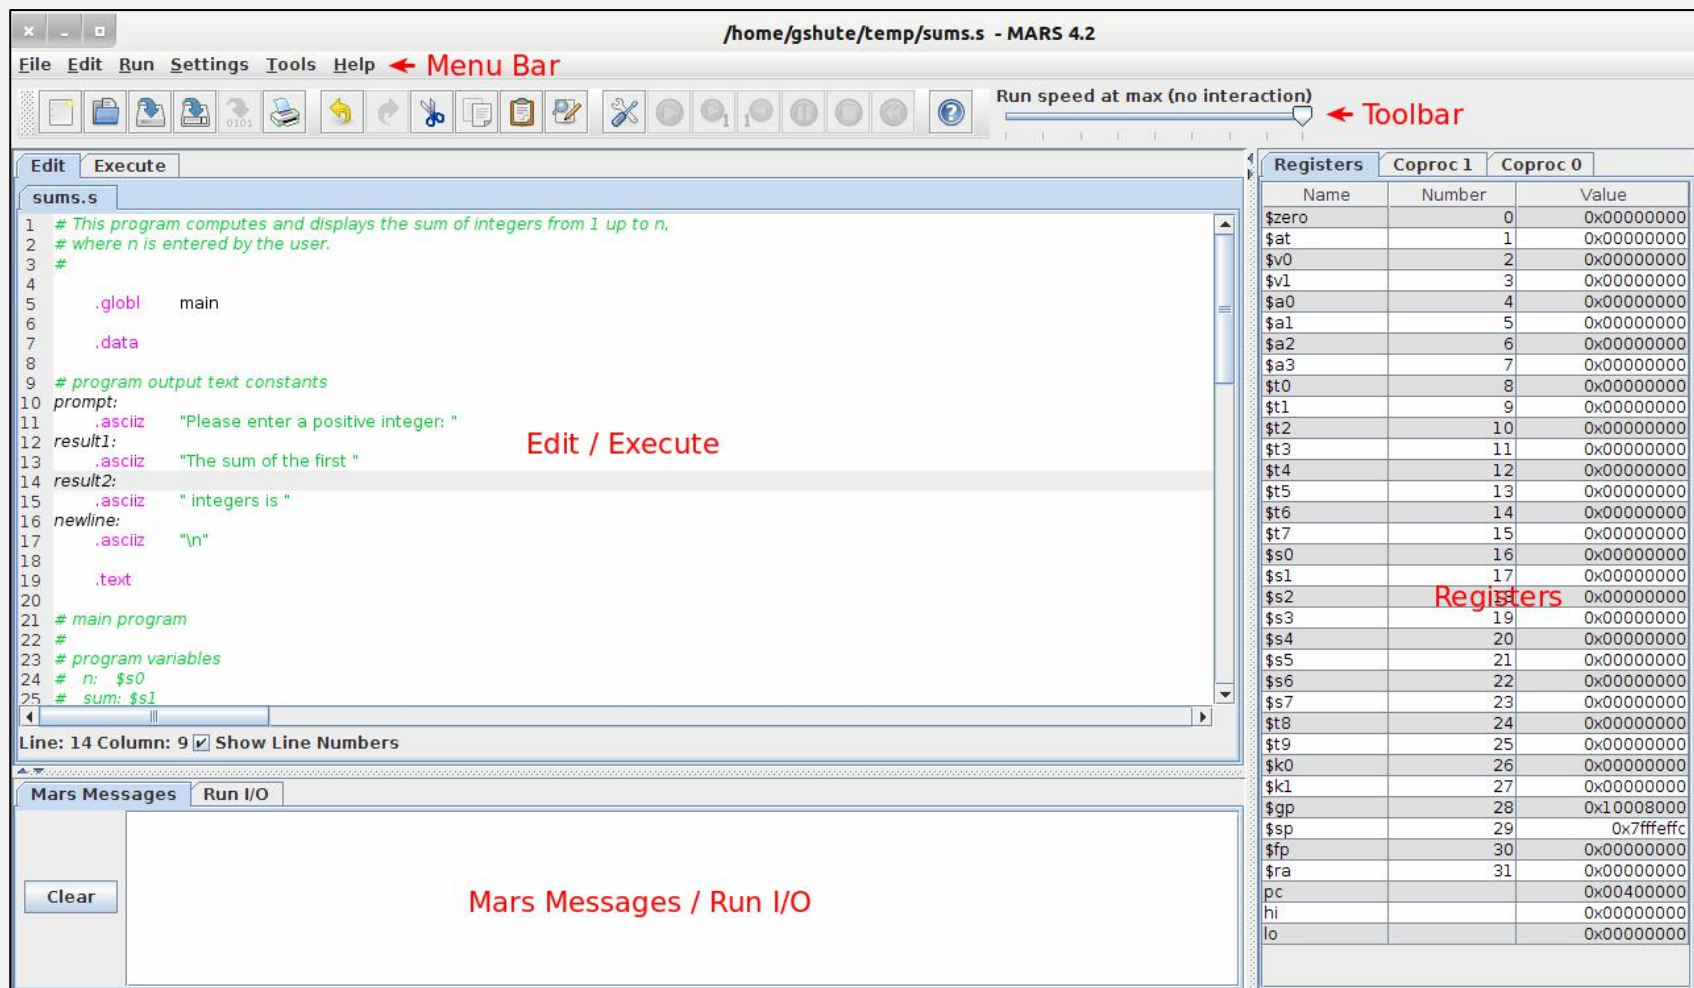 /home/gshute/temp/sums.s - MARS 4.2
File Edit Run Settings Tools Help ← Menu Bar
Run speed at max (no interaction)
← Toolbar
0101
1 1
Edit Execute
sums.s
1 # This program computes and displays the sum of integers from 1 up to n,
2 # where n is entered by the user.
3 #
4
5 .globl main
6
7 .data
8
9 # program output text constants
10 prompt:
11 .asciiz "Please enter a positive integer: "
12 result1:
13 .asciiz "The sum of the first "
14 result2:
15 .asciiz " integers is "
16 newline:
17 .asciiz "\n"
18
19 .text
20
21 # main program
22 #
23 # program variables
24 # n: $s0
25 # sum: $s1
Edit / Execute
Line: 14 Column: 9 Show Line Numbers
Mars Messages Run I/O
Clear
Mars Messages / Run I/O
Registers Coproc 1 Coproc 0
Name Number Value
$zero 0 0x00000000
$at 1 0x00000000
$v0 2 0x00000000
$v1 3 0x00000000
$a0 4 0x00000000
$a1 5 0x00000000
$a2 6 0x00000000
$a3 7 0x00000000
$t0 8 0x00000000
$t1 9 0x00000000
$t2 10 0x00000000
$t3 11 0x00000000
$t4 12 0x00000000
$t5 13 0x00000000
$t6 14 0x00000000
$t7 15 0x00000000
$s0 16 0x00000000
$s1 17 0x00000000
$s2 18 0x00000000
Registers
$s3 19 0x00000000
$s4 20 0x00000000
$s5 21 0x00000000
$s6 22 0x00000000
$s7 23 0x00000000
$t8 24 0x00000000
$t9 25 0x00000000
$k0 26 0x00000000
$k1 27 0x00000000
$gp 28 0x10008000
$sp 29 0x7fffeffc
$fp 30 0x00000000
$ra 31 0x00000000
pc 0x00400000
hi 0x00000000
lo 0x00000000